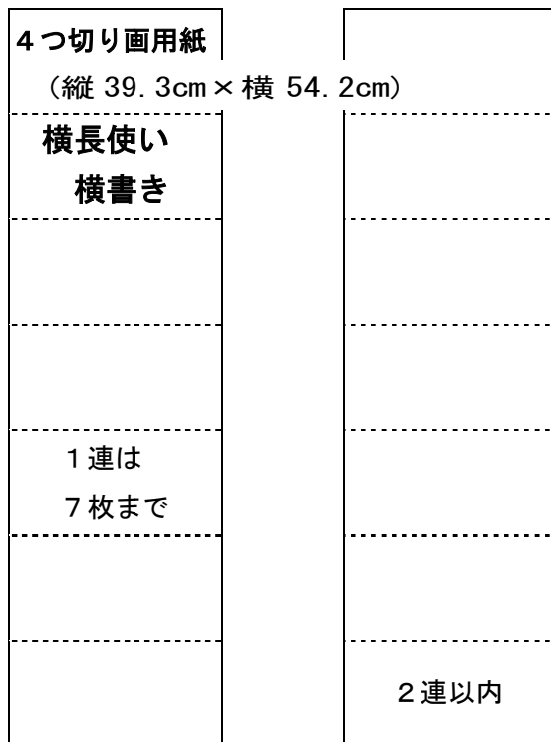 ４つ切り画用紙
（縦 39.3cm×横 54.2cm）
横長使い
横書き
１連は
７枚まで
２連以内